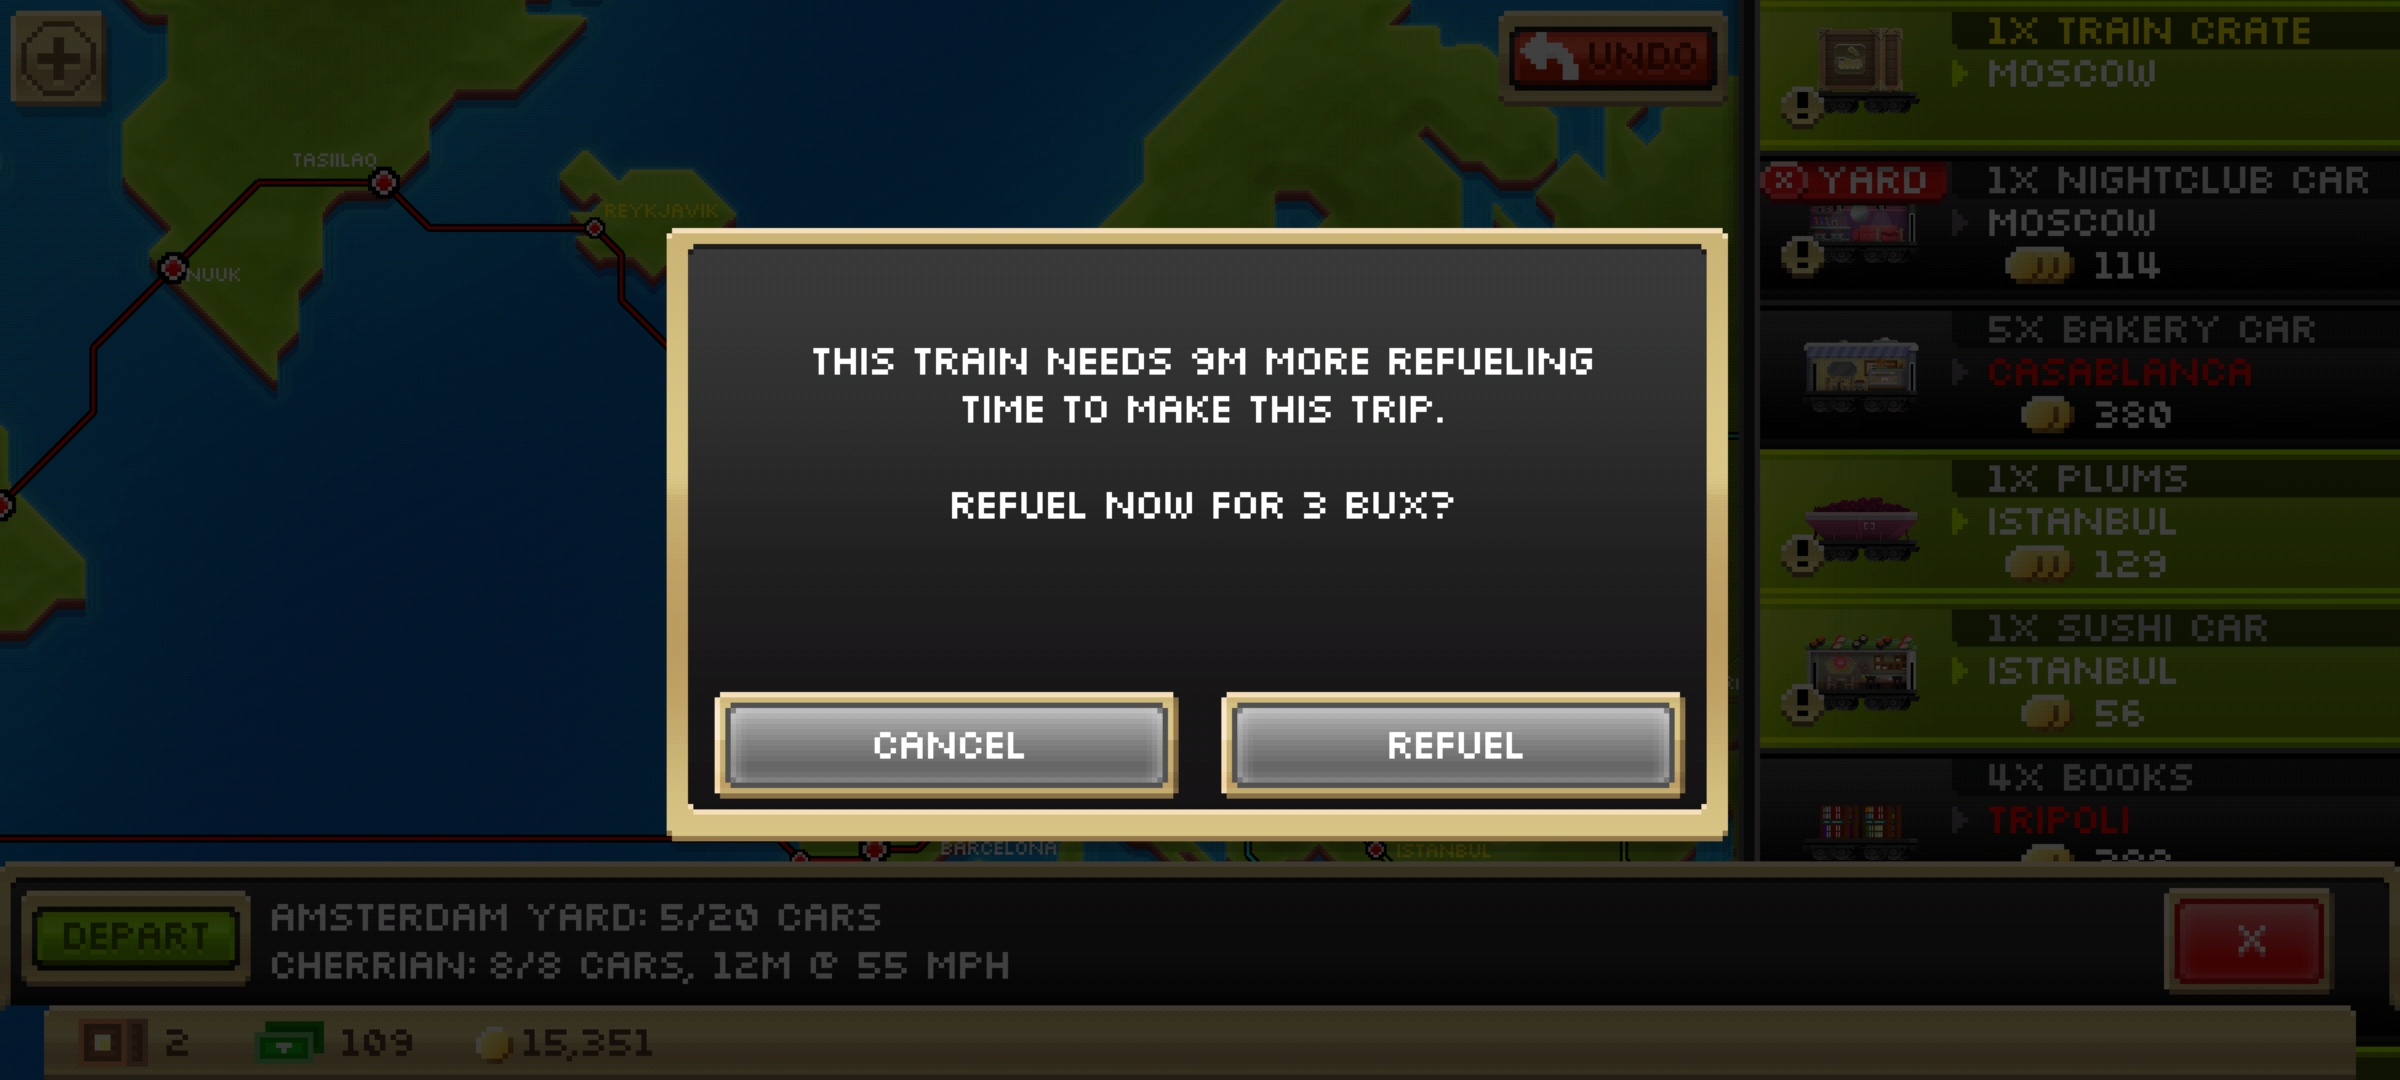 UNDO
TASIILAQ
REYKJAVIK
NUUK
THIS TRAIN NEEDS 9M MORE REFUELING
TIME TO MAKE THIS TRIP.
REFUEL NOW FOR 3 BUX?
CANCEL
REFUEL
BARCELONA
ISTANBUL
1X TRAIN CRATE
MOSCOW
YARD
1X NIGHTCLUB CAR
MOSCOW
114
5X BAKERY CAR
CASABLANCA
380
1X PLUMS
ISTANBUL
129
1X SUSHI CAR
ISTANBUL
56
4X BOOKS
TRIPOLI
DEPART
AMSTERDAM YARD: 5/20 CARS
CHERRIAN: 8/8 CARS, 12M @ 55 MPH
X
2
109
15,351